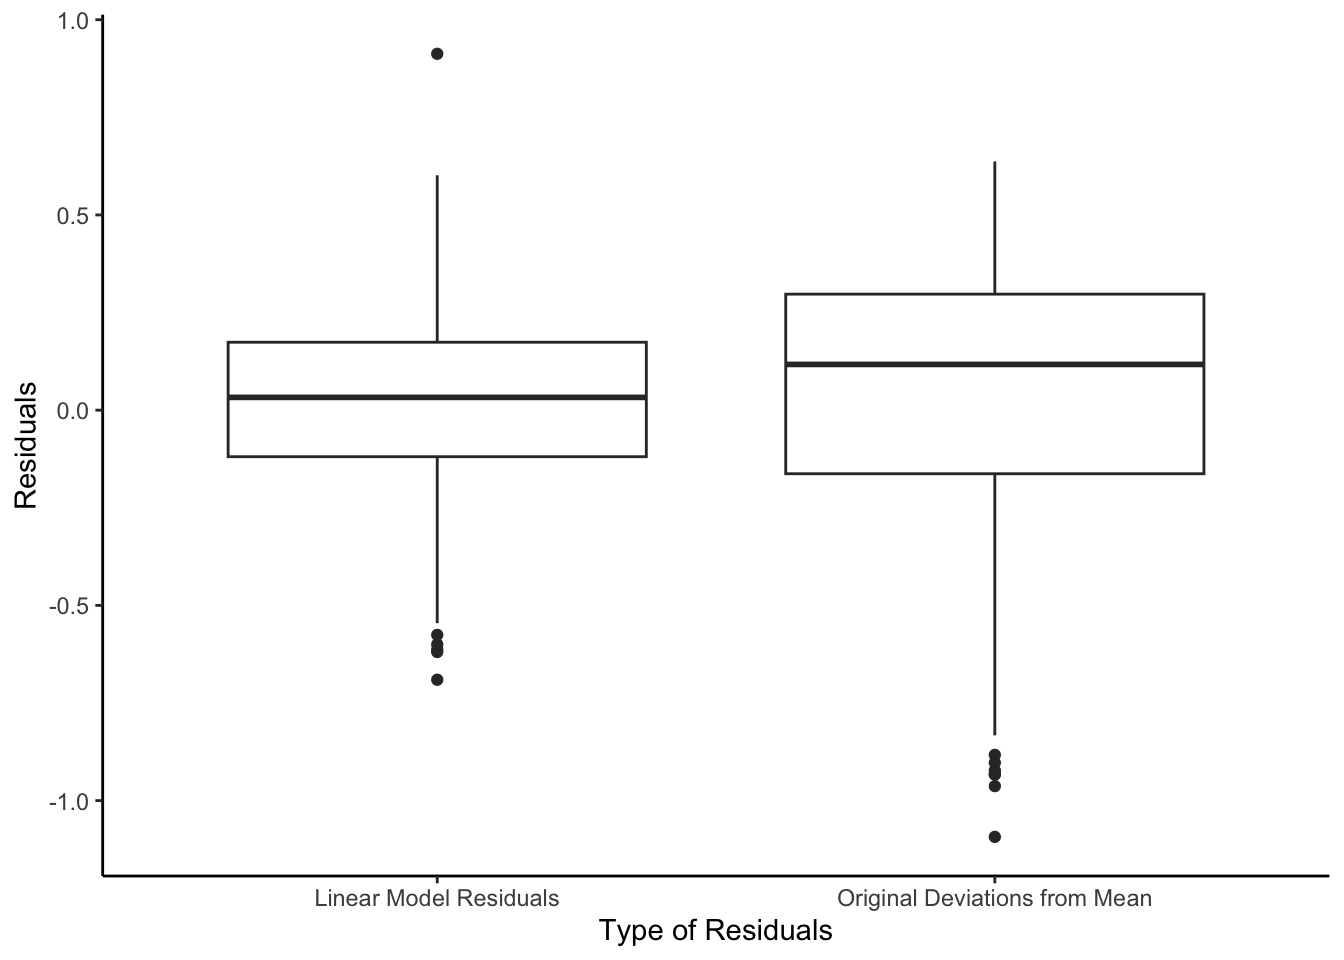 1.0
0.5
0.0
-0.5
-1.0
Residuals
Linear Model Residuals
Original Deviations from Mean
Type of Residuals